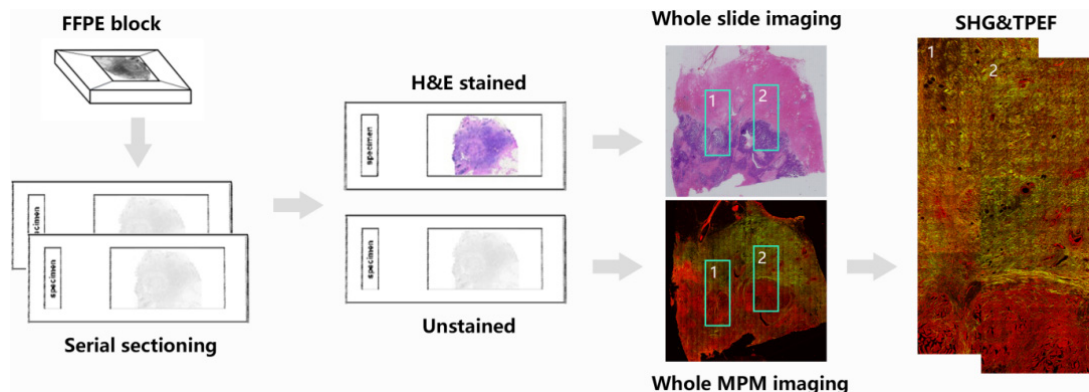 FFPE block
Serial sectioning
specimen
specimen
H&E stained
specimen
Unstained
specimen
Whole slide imaging
1
2
Whole MPM imaging
1
2
SHG&TPEF
1
2